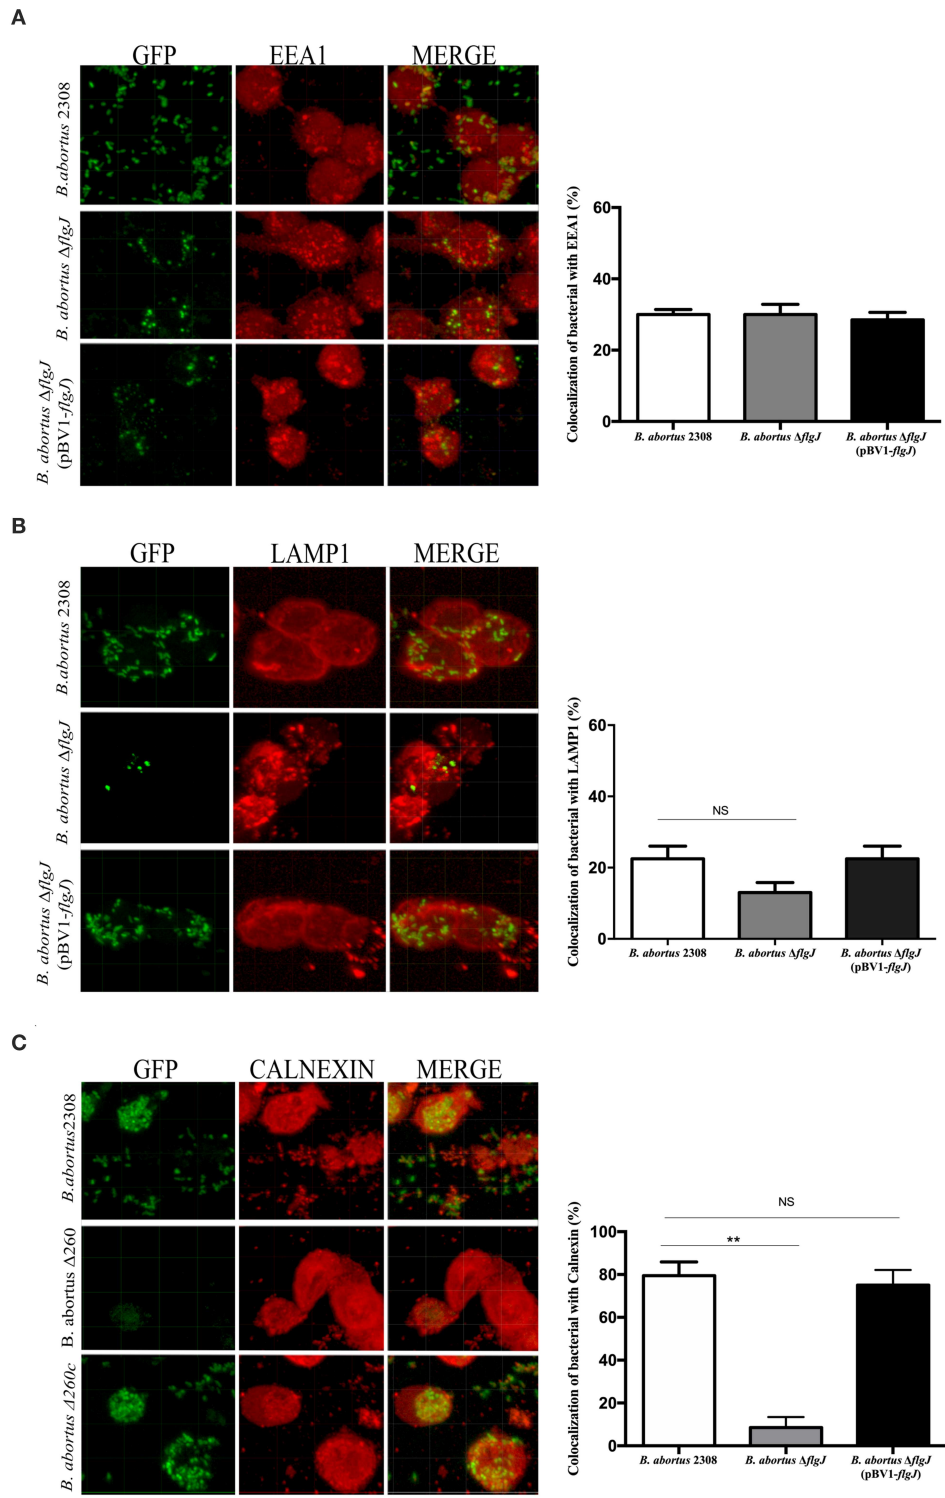 A
GFP EEA1 MERGE
B.abortus 2308
B. abortus ΔflgJ
B. abortus ΔflgJ
(pBV1-flgJ)
Colocalization of bacterial with EEA1 (%)
60
40
20
0
B. abortus 2308
B. abortus ΔflgJ
B. abortus ΔflgJ
(pBV1-flgJ)
B
GFP LAMP1 MERGE
B.abortus 2308
B. abortus ΔflgJ
B. abortus ΔflgJ
(pBV1-flgJ)
Colocalization of bacterial with LAMP1 (%)
60
40
20
0
NS
B. abortus 2308
B. abortus ΔflgJ
B. abortus ΔflgJ
(pBV1-flgJ)
C
GFP CALNEXIN MERGE
B.abortus2308
B. abortus Δ260
B. abortus Δ260c
Colocalization of bacterial with Calnexin (%)
100
80
60
40
20
0
NS
**
B. abortus 2308
B. abortus ΔflgJ
B. abortus ΔflgJ
(pBV1-flgJ)